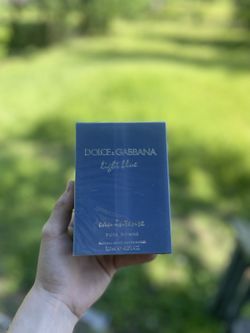 DOLCE & GABBANA
light blue
eau intense
POUR HOMME